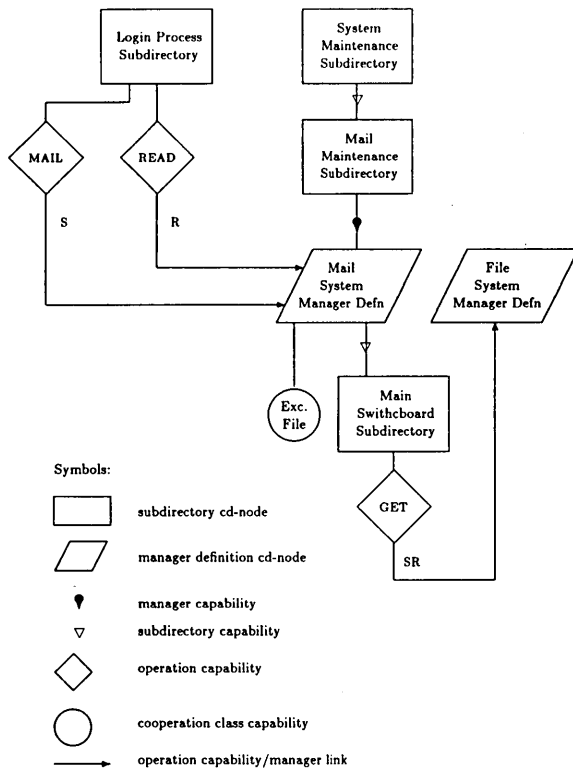 Login Process
Subdirectory
System
Maintenance
Subdirectory
MAIL
READ
Mail
Maintenance
Subdirectory
S
R
Mail
System
Manager Defn
File
System
Manager Defn
Exc.
File
Main
Swithcboard
Subdirectory
GET
SR
Symbols:
subdirectory cd-node
manager definition cd-node
manager capability
subdirectory capability
operation capability
cooperation class capability
operation capability/manager link